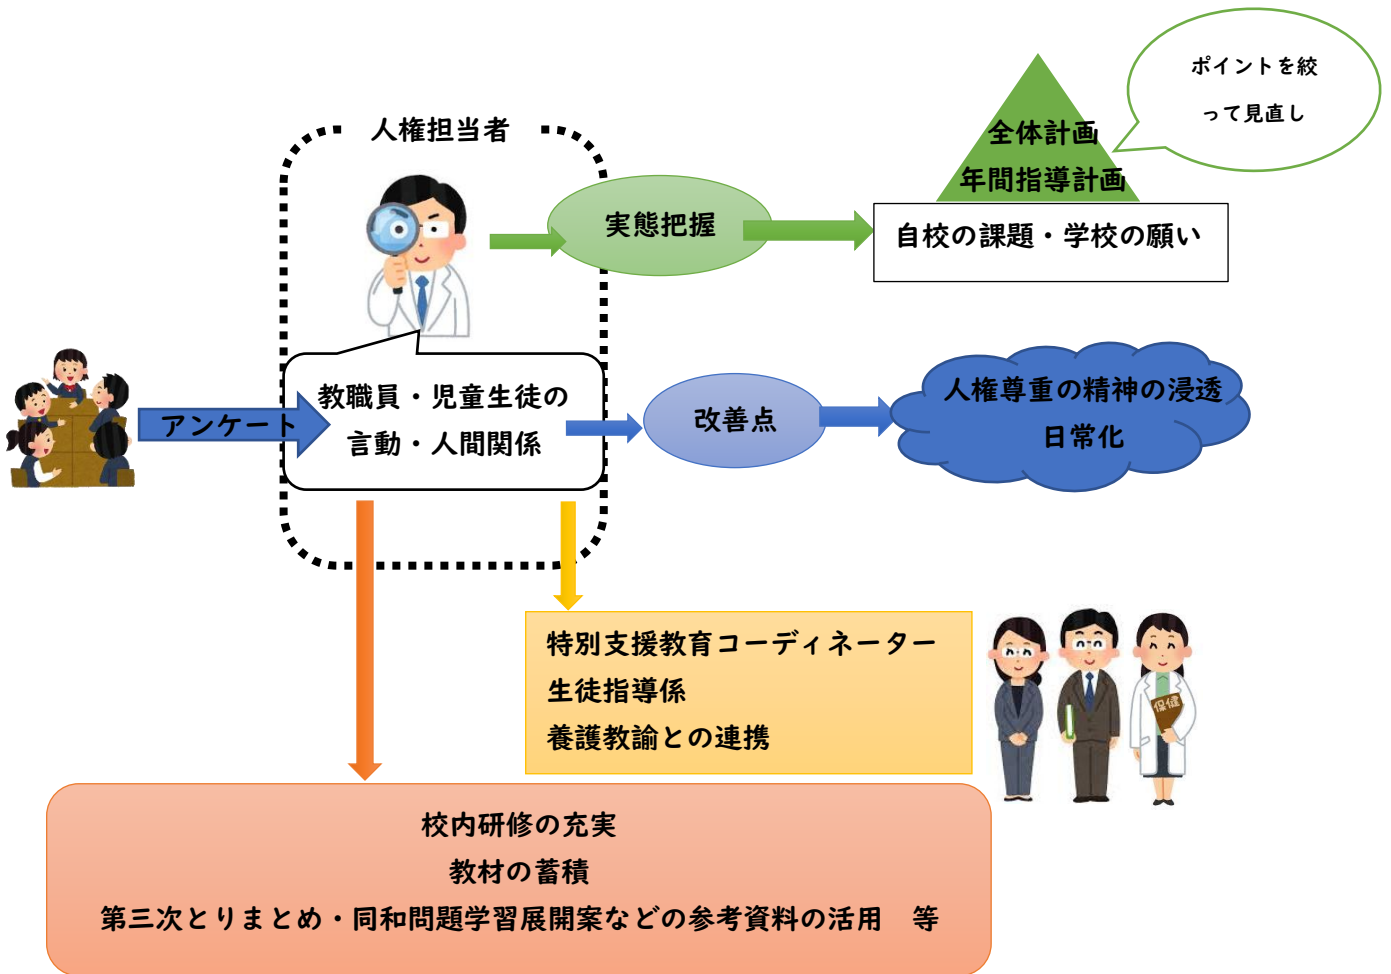 ポイントを絞
って見直し
人権担当者
全体計画
年間指導計画
実態把握
自校の課題・学校の願い
アンケート
教職員・児童生徒の
言動・人間関係
改善点
人権尊重の精神の浸透
日常化
特別支援教育コーディネーター
生徒指導係
養護教諭との連携
保健
校内研修の充実
教材の蓄積
第三次とりまとめ・同和問題学習展開案などの参考資料の活用　等